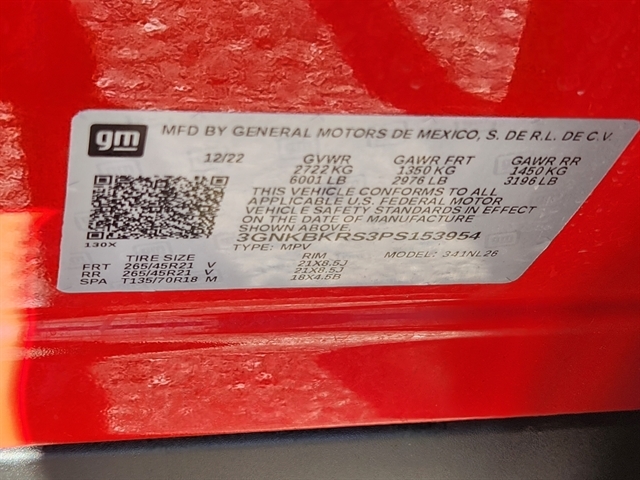 gm
MFD BY GENERAL MOTORS DE MEXICO, S. DE R.L. DE C.V.
12/22 GVWR GAWR FRT GAWR RR
2722 KG 1350 KG 1450 KG
6001 LB 2976 LB 3196 LB
THIS VEHICLE CONFORMS TO ALL
APPLICABLE U.S. FEDERAL MOTOR
VEHICLE SAFETY STANDARDS IN EFFECT
ON THE DATE OF MANUFACTURE
SHOWN ABOVE.
3GNKBKRS3PS153954
130X
TYPE: MPV MODEL: 341NL26
TIRE SIZE RIM
FRT 265/45R21 V 21X8.5J
RR 265/45R21 V 21X8.5J
SPA T135/70R18 M 18X4.5B